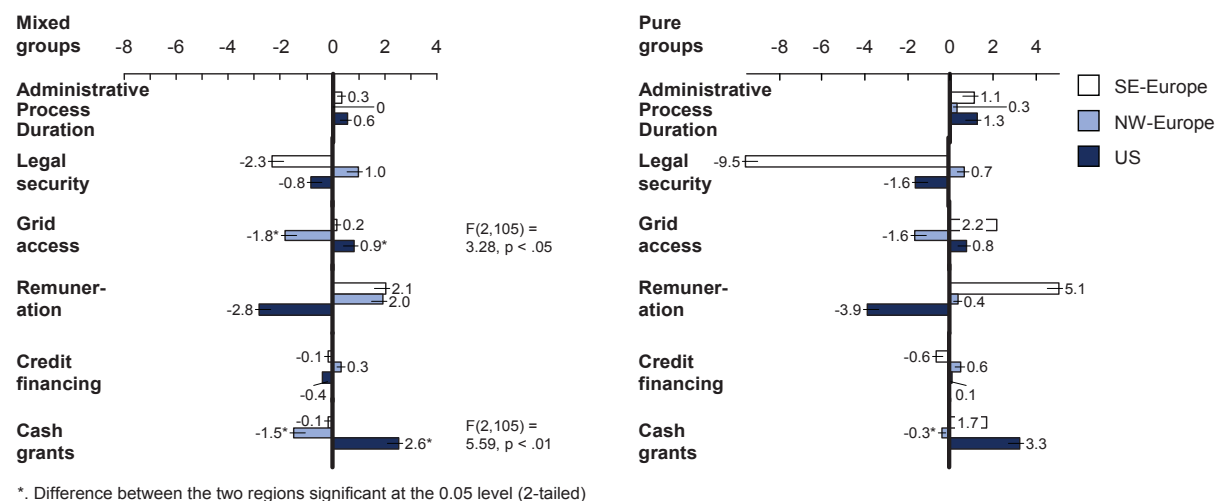 Mixed
groups
-8 -6 -4 -2 0 2 4
Administrative
Process
Duration
0.3
0
0.6
Legal
security
-2.3
1.0
-0.8
Grid
access
0.2
-1.8*
0.9*
F(2,105) =
3.28, p < .05
Remuner-
ation
2.1
2.0
-2.8
Credit
financing
-0.1
0.3
-0.4
Cash
grants
-0.1
-1.5*
2.6*
F(2,105) =
5.59, p < .01
*. Difference between the two regions significant at the 0.05 level (2-tailed)
Pure
groups
-8 -6 -4 -2 0 2 4
Administrative
Process
Duration
1.1
0.3
1.3
Legal
security
-9.5
0.7
-1.6
Grid
access
2.2
-1.6
0.8
Remuner-
ation
5.1
0.4
-3.9
Credit
financing
-0.6
0.6
0.1
Cash
grants
1.7
-0.3*
3.3
SE-Europe
NW-Europe
US